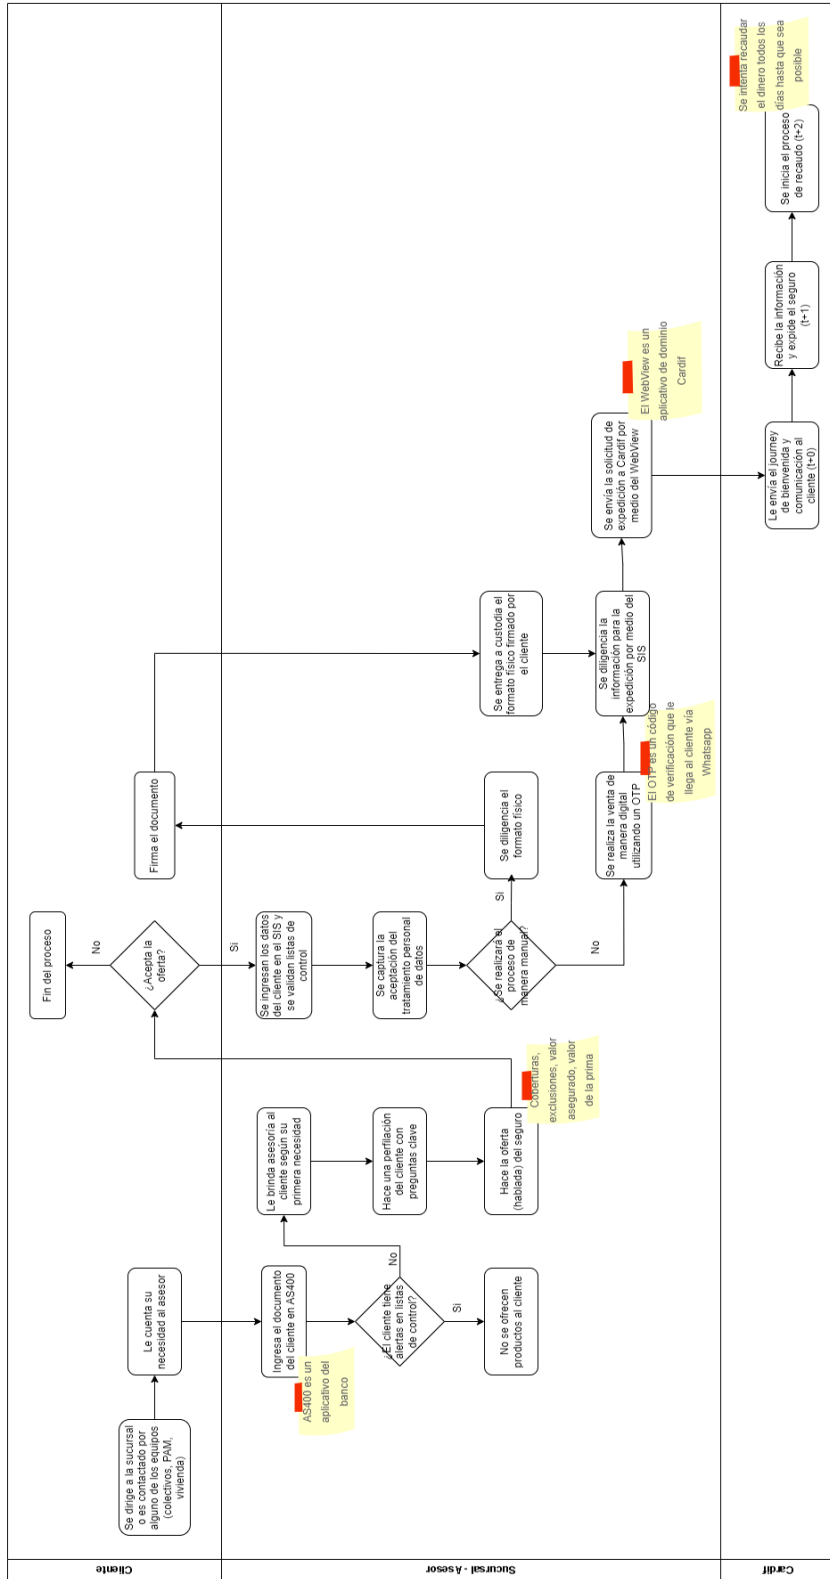 Cliente
Se dirige a la sucursal
o es contactado por
alguno de los equipos
(colectivos, PAM,
vivienda)
Le cuenta su
necesidad al asesor
Fin del proceso
No
¿Acepta la
oferta?
Si
Firma el documento
Sucursal - Asesor
Ingresa el documento
del cliente en AS400
AS400 es un
aplicativo del
banco
¿El cliente tiene
alertas en listas
de control?
No
Si
No se ofrecen
productos al cliente
Le brinda asesoría al
cliente según su
primera necesidad
Hace una perfilación
del cliente con
preguntas clave
Hace la oferta
(hablada) del seguro
Coberturas,
exclusiones, valor
asegurado, valor
de la prima
Se ingresan los datos
del cliente en el SIS y
se validan listas de
control
Se captura la
aceptación del
tratamiento personal
de datos
¿Se realizará el
proceso de
manera manual?
Si
No
Se diligencia el
formato físico
Se realiza la venta de
manera digital
utilizando un OTP
El OTP es un código
de verificación que le
llega al cliente vía
Whatsapp
Se entrega a custodia el
formato físico firmado por
el cliente
Se diligencia la
información para la
expedición por medio del
SIS
Se envía la solicitud de
expedición a Cardif por
medio del WebView
El WebView es un
aplicativo de dominio
Cardif
Cardif
Le envía el journey
de bienvenida y
comunicación al
cliente (t+0)
Recibe la información
y expide el seguro
(t+1)
Se inicia el proceso
de recaudo (t+2)
Se intenta recaudar
el dinero todos los
días hasta que sea
posible